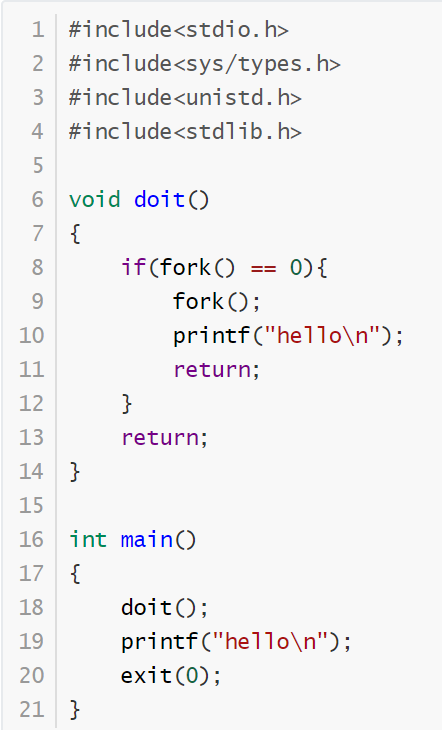 1 #include<stdio.h>
2 #include<sys/types.h>
3 #include<unistd.h>
4 #include<stdlib.h>
5
6 void doit()
7 {
8     if(fork() == 0){
9         fork();
10         printf("hello\n");
11         return;
12     }
13     return;
14 }
15
16 int main()
17 {
18     doit();
19     printf("hello\n");
20     exit(0);
21 }